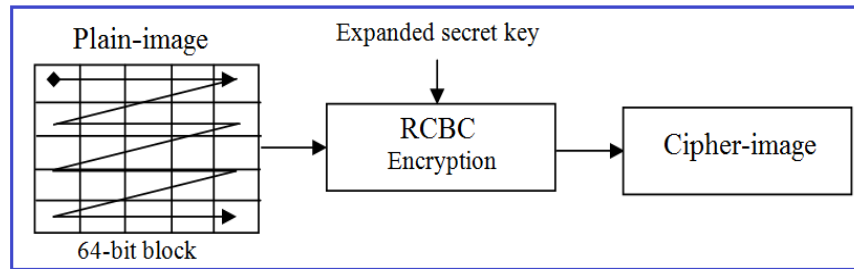 Plain-image
Expanded secret key
RCBC
Encryption
Cipher-image
64-bit block